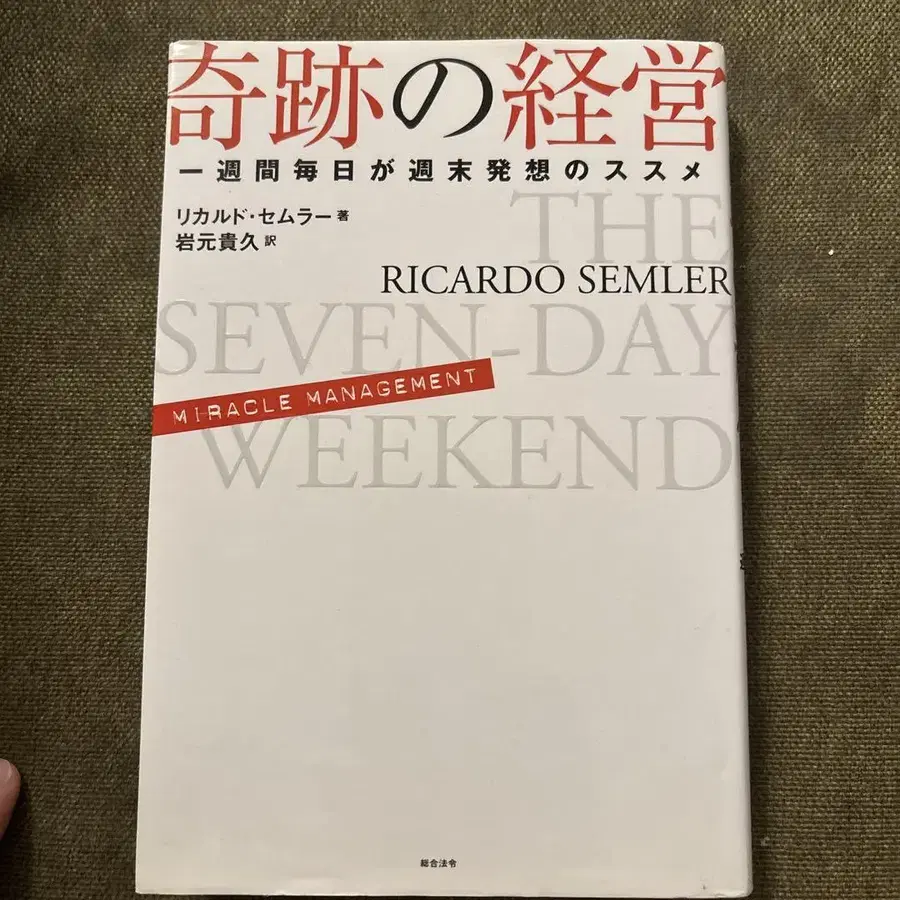 奇跡の経営
一週間毎日が週末発想のススメ
リカルド・セムラー 著
岩元貴久 訳
THE
RICARDO SEMLER
SEVEN-DAY
MIRACLE MANAGEMENT
WEEKEND
総合法令